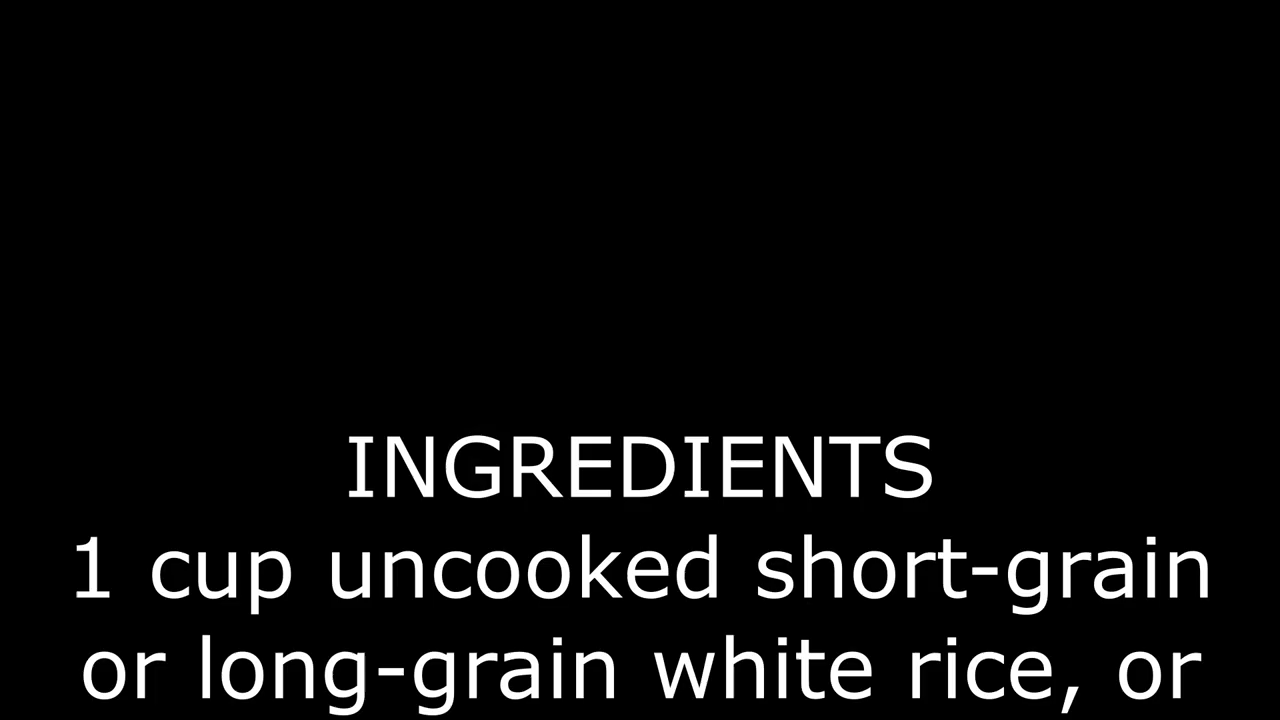 INGREDIENTS
1 cup uncooked short-grain
or long-grain white rice, or